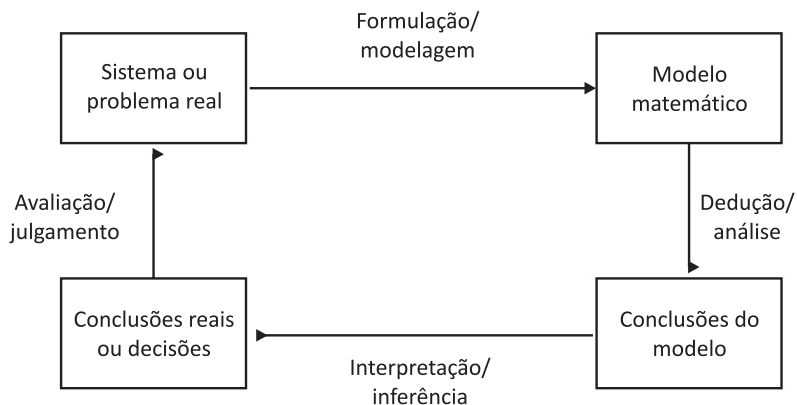 Formulação/
modelagem
Sistema ou
problema real
Modelo
matemático
Avaliação/
julgamento
Dedução/
análise
Conclusões reais
ou decisões
Conclusões do
modelo
Interpretação/
inferência